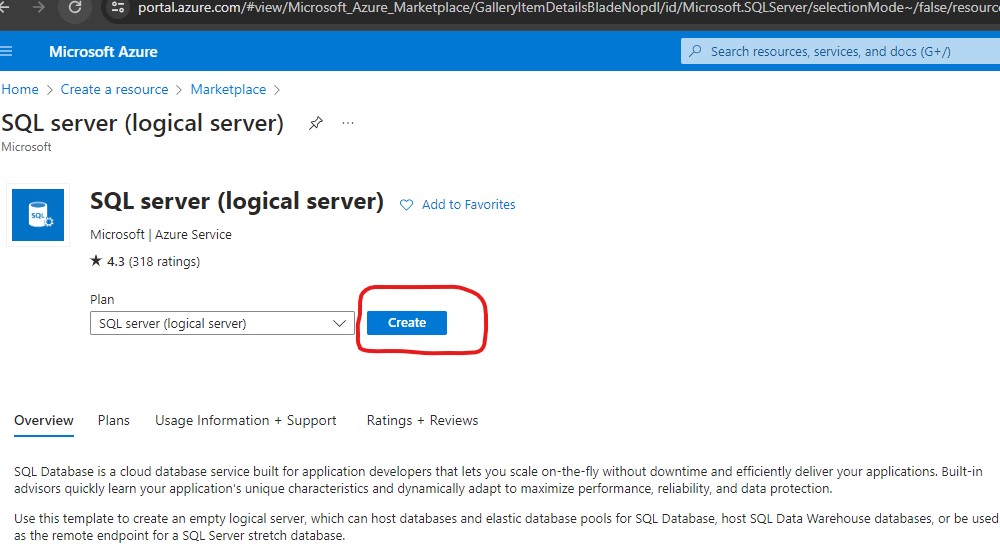 portal.azure.com/#view/Microsoft_Azure_Marketplace/GalleryItemDetailsBladeNopdl/id/Microsoft.SQLServer/selectionMode~/false/resourc
Microsoft Azure
Search resources, services, and docs (G+/)
Home > Create a resource > Marketplace >
SQL server (logical server)
Microsoft
SQL
SQL server (logical server)
Add to Favorites
Microsoft | Azure Service
★ 4.3 (318 ratings)
Plan
SQL server (logical server)
Create
Overview Plans Usage Information + Support Ratings + Reviews
SQL Database is a cloud database service built for application developers that lets you scale on-the-fly without downtime and efficiently deliver your applications. Built-in
advisors quickly learn your application's unique characteristics and dynamically adapt to maximize performance, reliability, and data protection.
Use this template to create an empty logical server, which can host databases and elastic database pools for SQL Database, host SQL Data Warehouse databases, or be used
as the remote endpoint for a SQL Server stretch database.